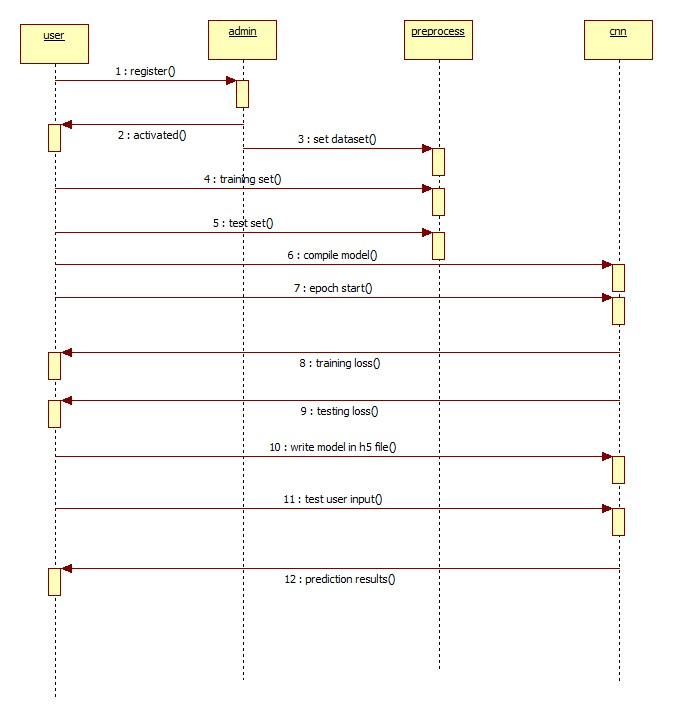 user
admin
preprocess
cnn
1 : register()
2 : activated()
3 : set dataset()
4 : training set()
5 : test set()
6 : compile model()
7 : epoch start()
8 : training loss()
9 : testing loss()
10 : write model in h5 file()
11 : test user input()
12 : prediction results()